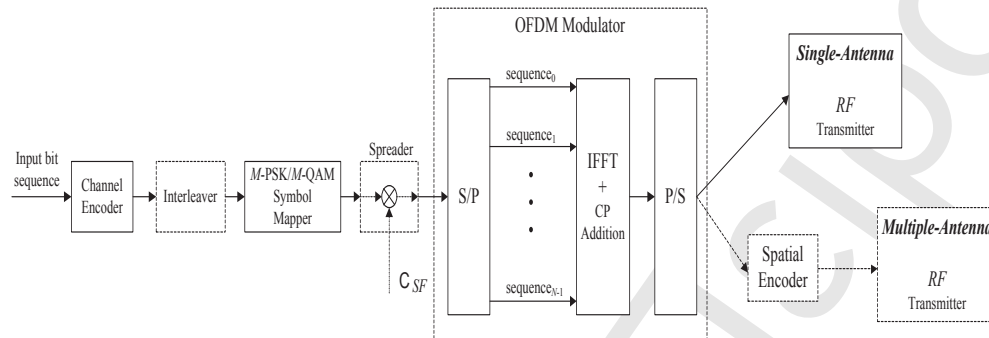 OFDM Modulator
Input bit
sequence
Channel
Encoder
Interleaver
M-PSK/M-QAM
Symbol
Mapper
Spreader
C SF
S/P
sequence0
sequence1
sequenceN-1
IFFT
+
CP
Addition
P/S
Single-Antenna
RF
Transmitter
Spatial
Encoder
Multiple-Antenna
RF
Transmitter